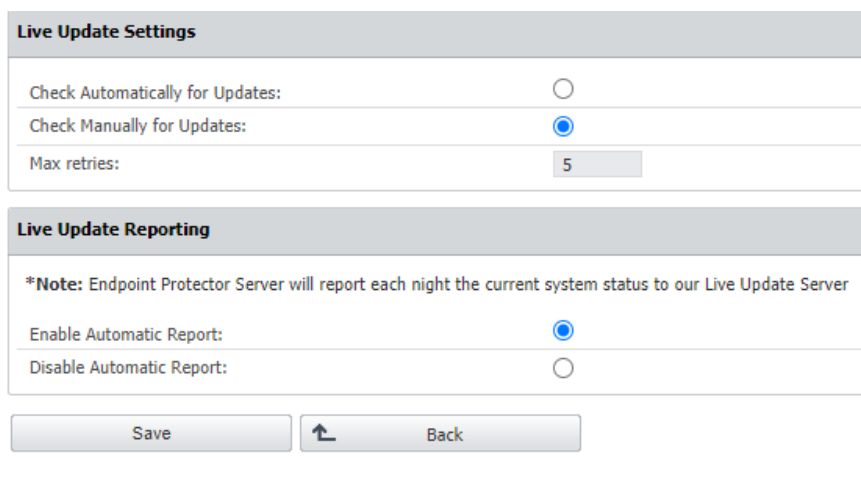 Live Update Settings
Check Automatically for Updates:
Check Manually for Updates:
Max retries: 5
Live Update Reporting
*Note: Endpoint Protector Server will report each night the current system status to our Live Update Server
Enable Automatic Report:
Disable Automatic Report:
Save Back